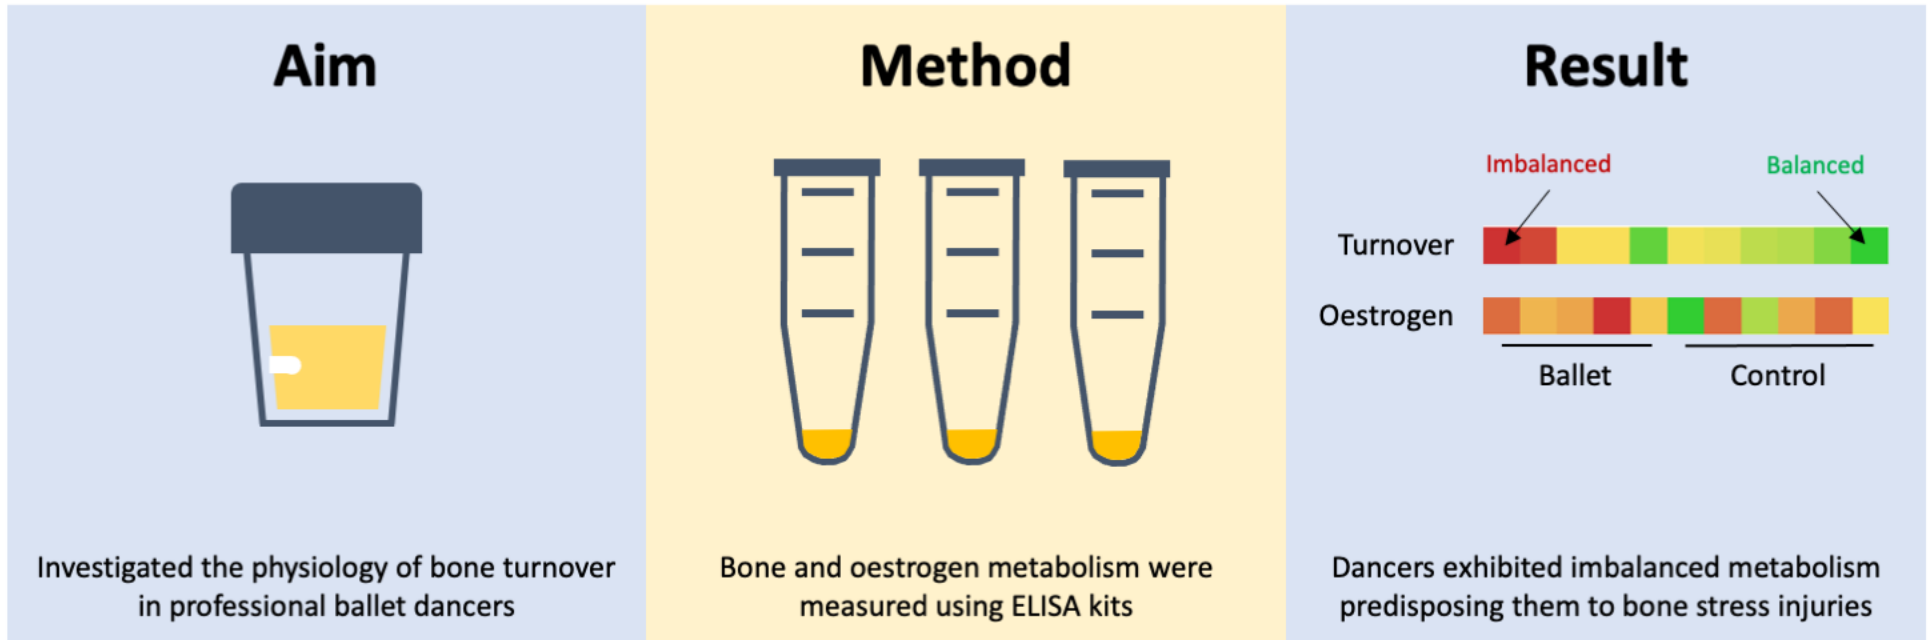 Aim
Investigated the physiology of bone turnover
in professional ballet dancers
Method
Bone and oestrogen metabolism were
measured using ELISA kits
Result
Imbalanced
Balanced
Turnover
Oestrogen
Ballet
Control
Dancers exhibited imbalanced metabolism
predisposing them to bone stress injuries